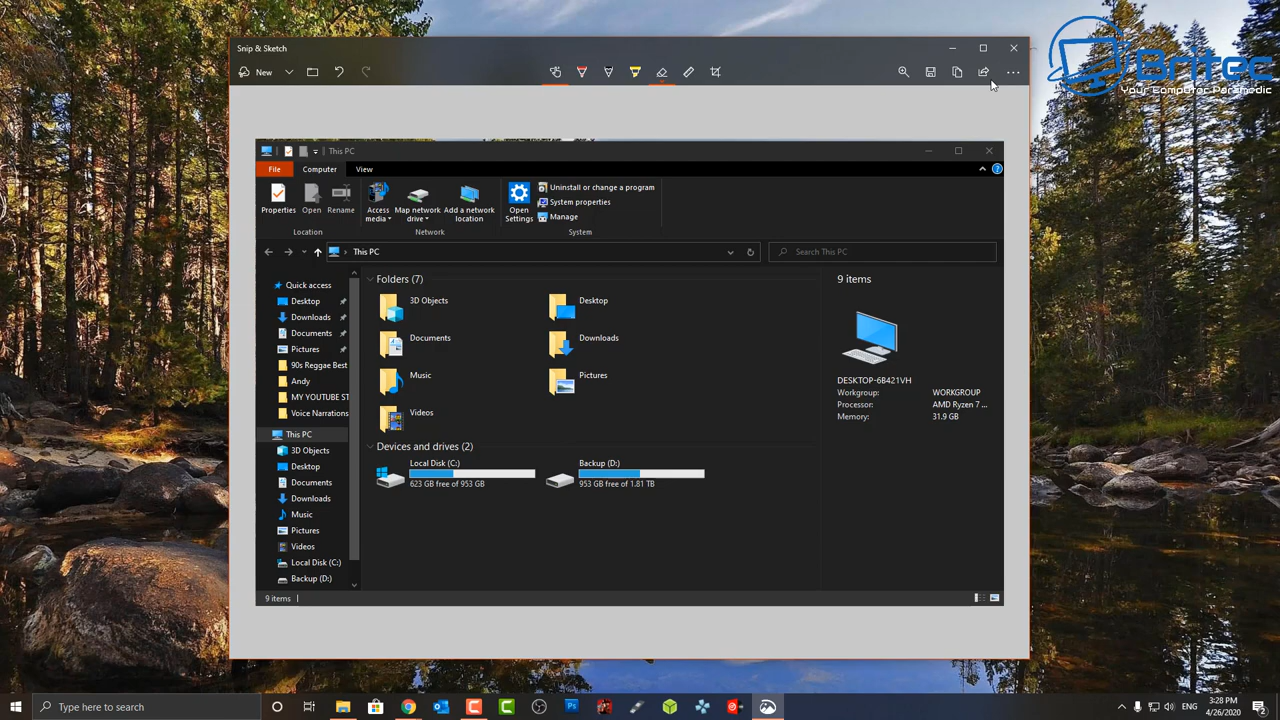 Snip & Sketch
Britec
Your Computer Paramedic
New
This PC
File
Computer
View
Properties
Open
Rename
Access media
Map network drive
Add a network location
Open Settings
Uninstall or change a program
System properties
Manage
Location
Network
System
This PC
Search This PC
Quick access
Desktop
Downloads
Documents
Pictures
90s Reggae Best
Andy
MY YOUTUBE ST
Voice Narrations
This PC
3D Objects
Desktop
Documents
Downloads
Music
Pictures
Videos
Local Disk (C:)
Backup (D:)
Folders (7)
3D Objects
Desktop
Documents
Downloads
Music
Pictures
Videos
Devices and drives (2)
Local Disk (C:)
623 GB free of 953 GB
Backup (D:)
953 GB free of 1.81 TB
9 items
DESKTOP-6B421VH
Workgroup: WORKGROUP
Processor: AMD Ryzen 7 ...
Memory: 31.9 GB
9 items
Type here to search
Ps
ENG
3:28 PM
4/26/2020
2